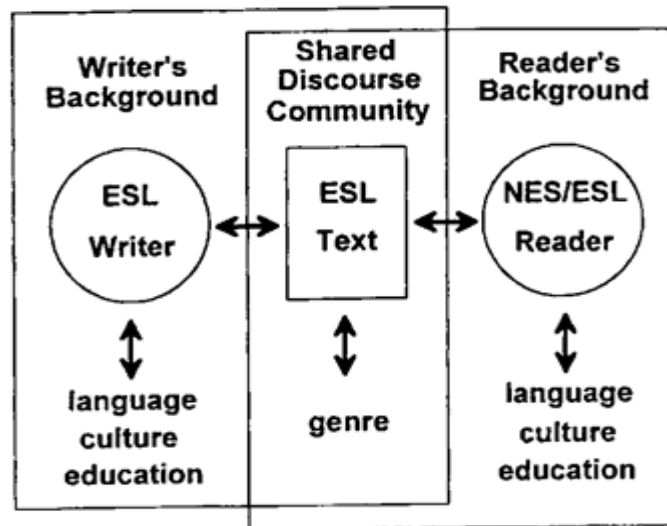 Writer's
Background
Shared
Discourse
Community
Reader's
Background
ESL
Writer
ESL
Text
NES/ESL
Reader
language
culture
education
genre
language
culture
education